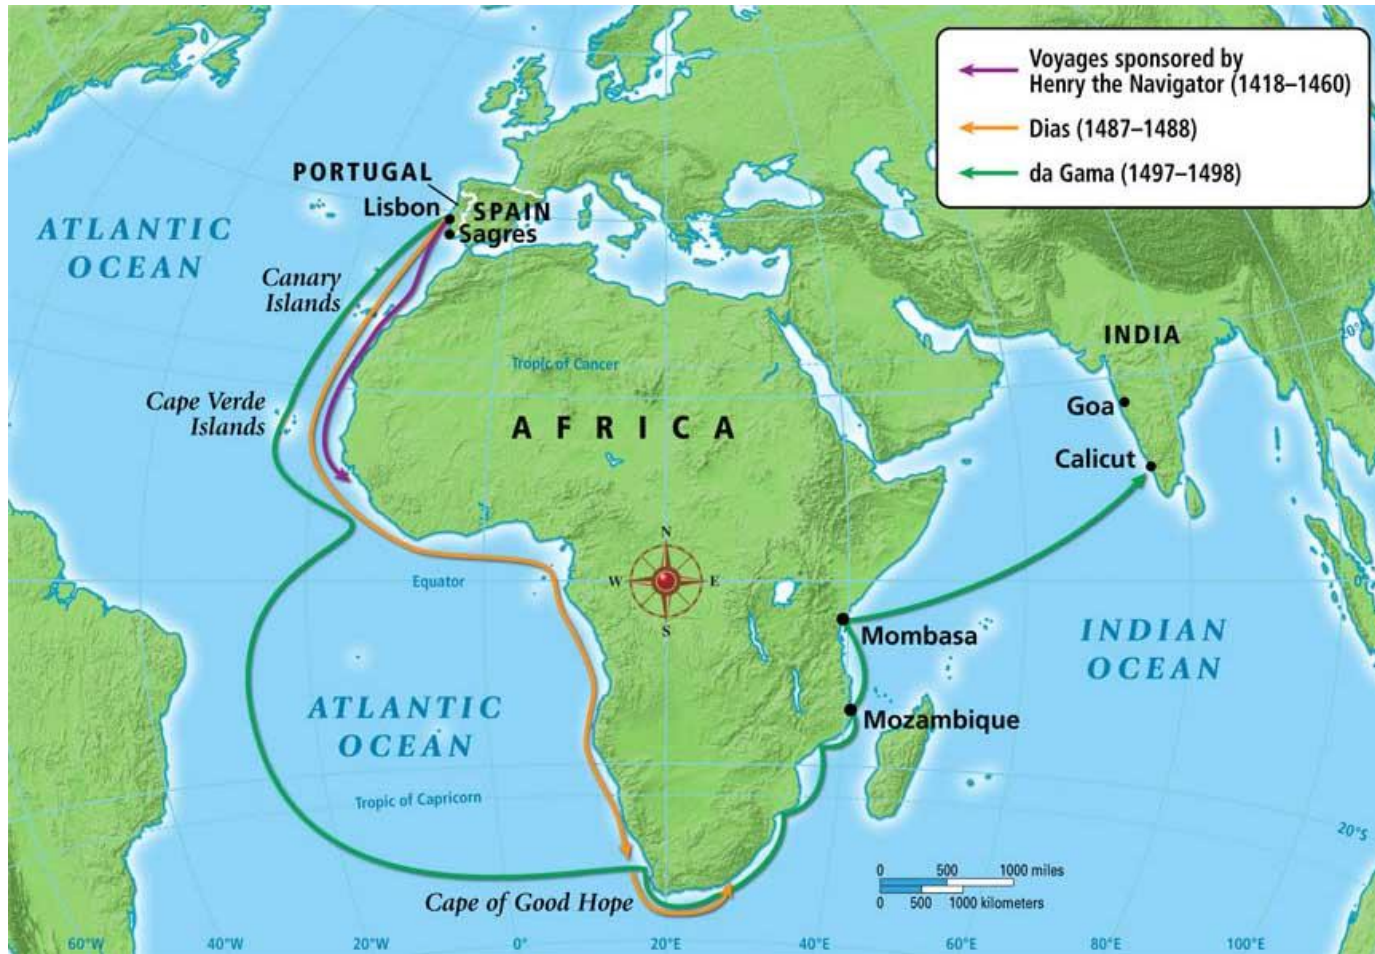 Voyages sponsored by
Henry the Navigator (1418–1460)
Dias (1487–1488)
da Gama (1497–1498)
PORTUGAL
Lisbon
SPAIN
Sagres
ATLANTIC
OCEAN
Canary
Islands
20°N
INDIA
Tropic of Cancer
Cape Verde
Islands
AFRICA
Goa
Calicut
N
W
E
S
Equator
0°
Mombasa
INDIAN
OCEAN
ATLANTIC
OCEAN
Mozambique
Tropic of Capricorn
20°S
0 500 1000 miles
0 500 1000 kilometers
Cape of Good Hope
60°W 40°W 20°W 0° 20°E 40°E 60°E 80°E 100°E